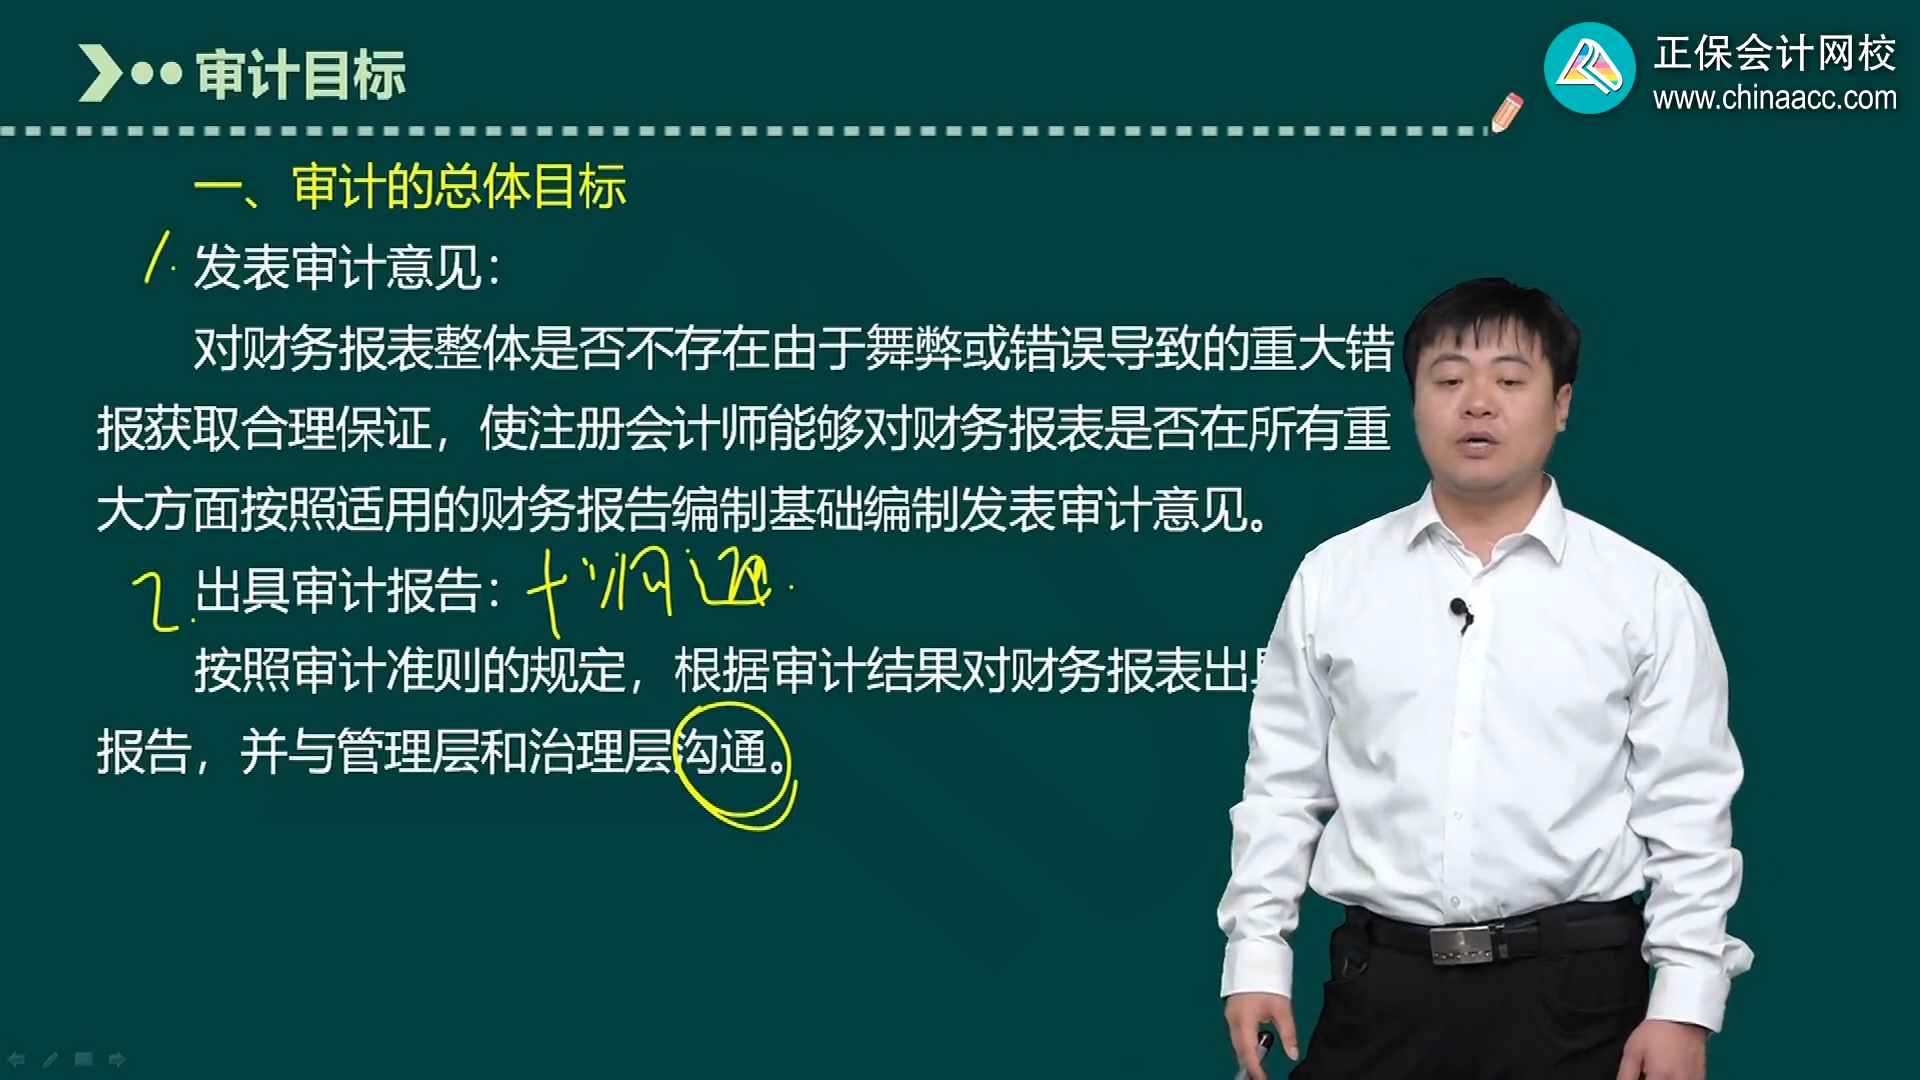 审计目标
正保会计网校
www.chinaacc.com
一、审计的总体目标
1. 发表审计意见：
对财务报表整体是否不存在由于舞弊或错误导致的重大错
报获取合理保证，使注册会计师能够对财务报表是否在所有重
大方面按照适用的财务报告编制基础编制发表审计意见。
2. 出具审计报告：+沟通.
按照审计准则的规定，根据审计结果对财务报表出
报告，并与管理层和治理层沟通。